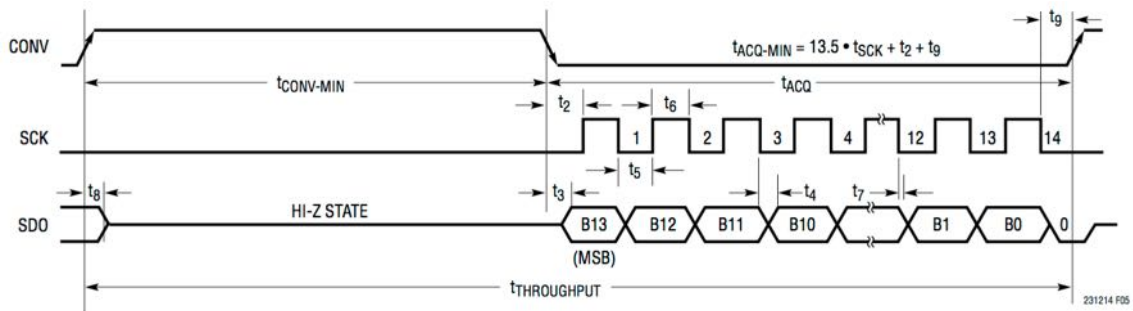 t9
CONV
tACQ-MIN = 13.5 • tSCK + t2 + t9
tCONV-MIN
tACQ
t2
t6
SCK
1 2 3 4 12 13 14
t5
t8
t3
t4
t7
HI-Z STATE
SDO
B13 B12 B11 B10 B1 B0 0
(MSB)
tTHROUGHPUT
231214 F05